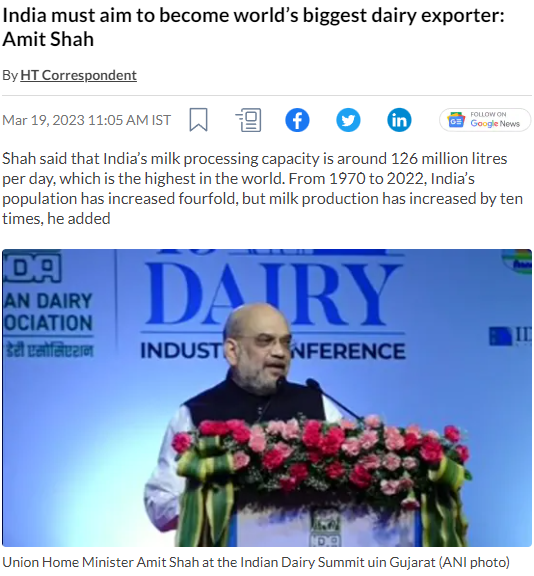 India must aim to become world’s biggest dairy exporter:
Amit Shah
By HT Correspondent
Mar 19, 2023 11:05 AM IST
FOLLOW ON
Google News
Shah said that India’s milk processing capacity is around 126 million litres
per day, which is the highest in the world. From 1970 to 2022, India’s
population has increased fourfold, but milk production has increased by ten
times, he added
DA
AN DAIRY
OCIATION
डेरी एसोसिएशन
DAIRY
INDUST NFERENCE
ID
IDA
Union Home Minister Amit Shah at the Indian Dairy Summit uin Gujarat (ANI photo)